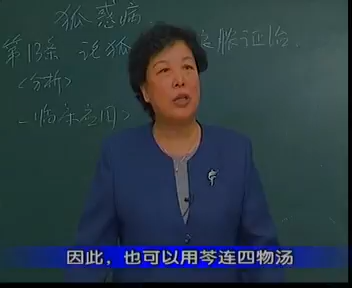 狐惑病.
第13条 论狐 脓证治.
<分析>
<临床应用>
因此，也可以用芩连四物汤